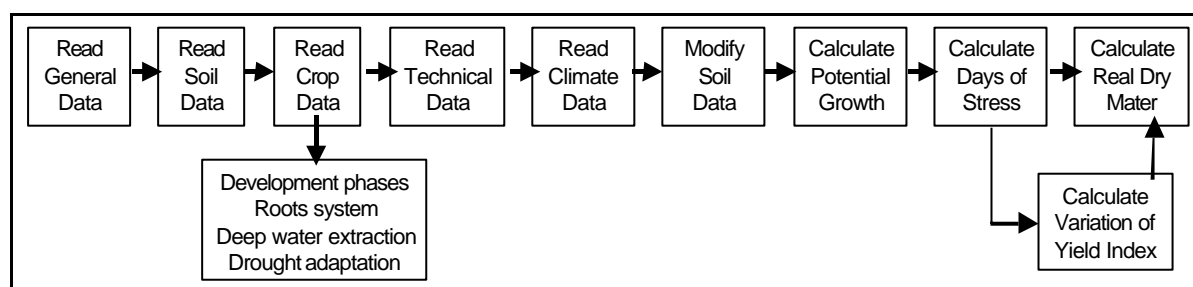 Read
General
Data
Read
Soil
Data
Read
Crop
Data
Read
Technical
Data
Read
Climate
Data
Modify
Soil
Data
Calculate
Potential
Growth
Calculate
Days of
Stress
Calculate
Real Dry
Mater
Development phases
Roots system
Deep water extraction
Drought adaptation
Calculate
Variation of
Yield Index